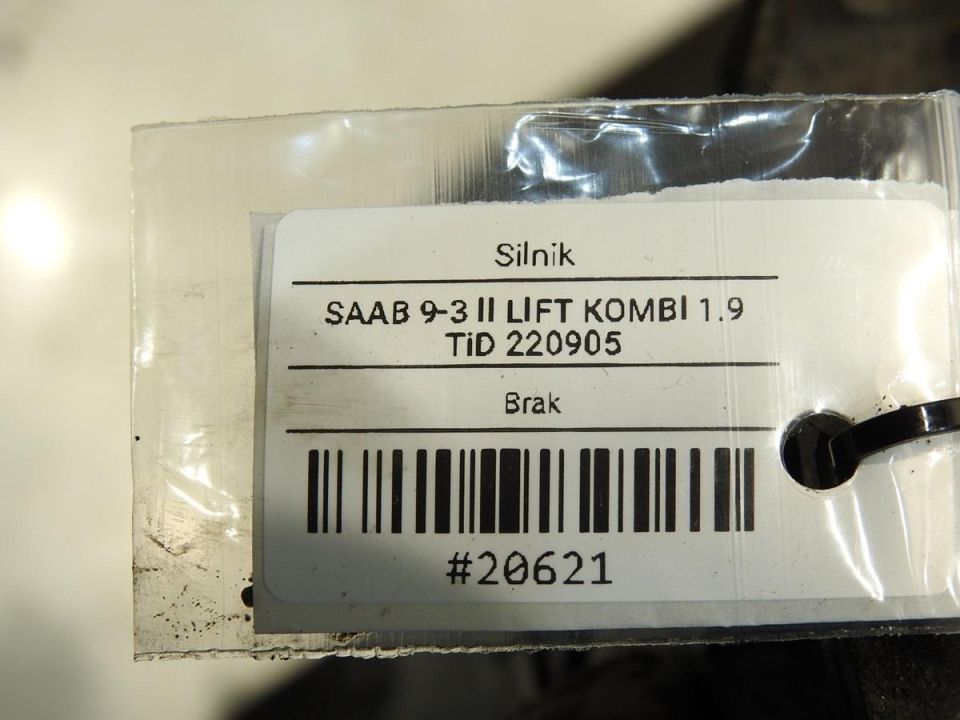 Silnik
SAAB 9-3 II LIFT KOMBI 1.9
TiD 220905
Brak
#20621